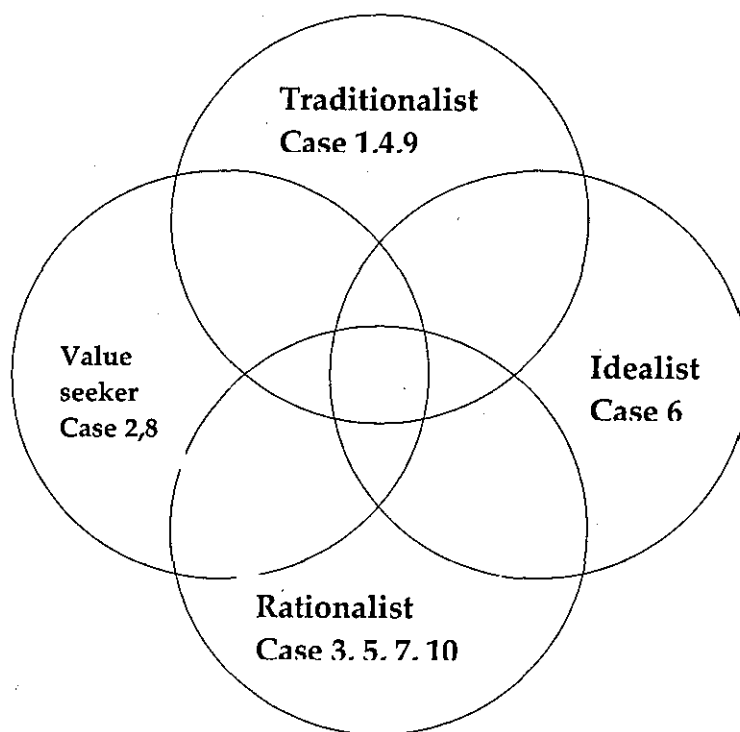 Traditionalist
Case 1.4.9
Value
seeker
Case 2,8
Idealist
Case 6
Rationalist
Case 3. 5. 7. 10